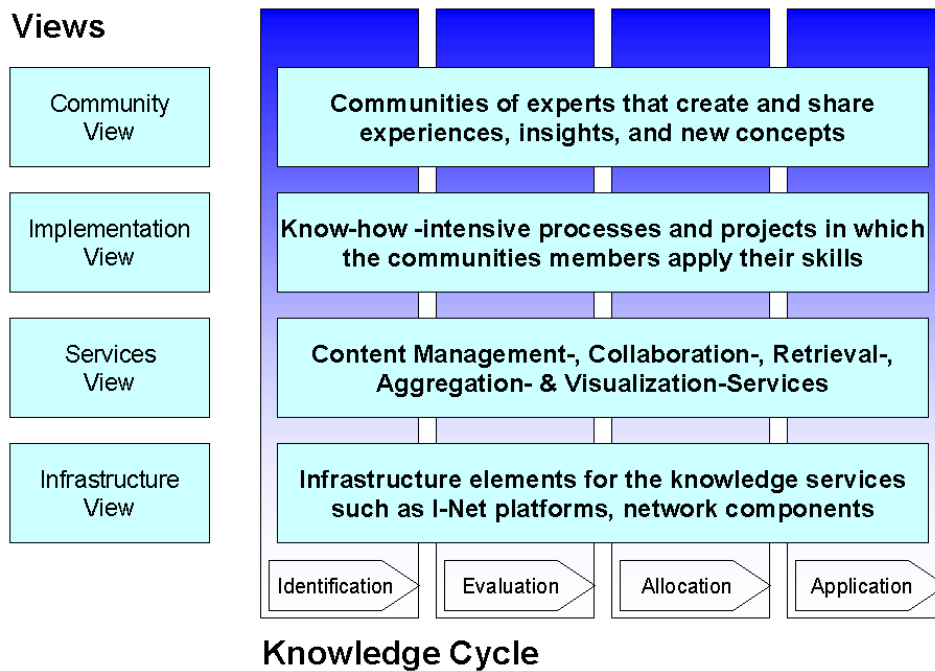 Views
Community
View
Communities of experts that create and share
experiences, insights, and new concepts
Implementation
View
Know-how -intensive processes and projects in which
the communities members apply their skills
Services
View
Content Management-, Collaboration-, Retrieval-,
Aggregation- & Visualization-Services
Infrastructure
View
Infrastructure elements for the knowledge services
such as I-Net platforms, network components
Identification
Evaluation
Allocation
Application
Knowledge Cycle